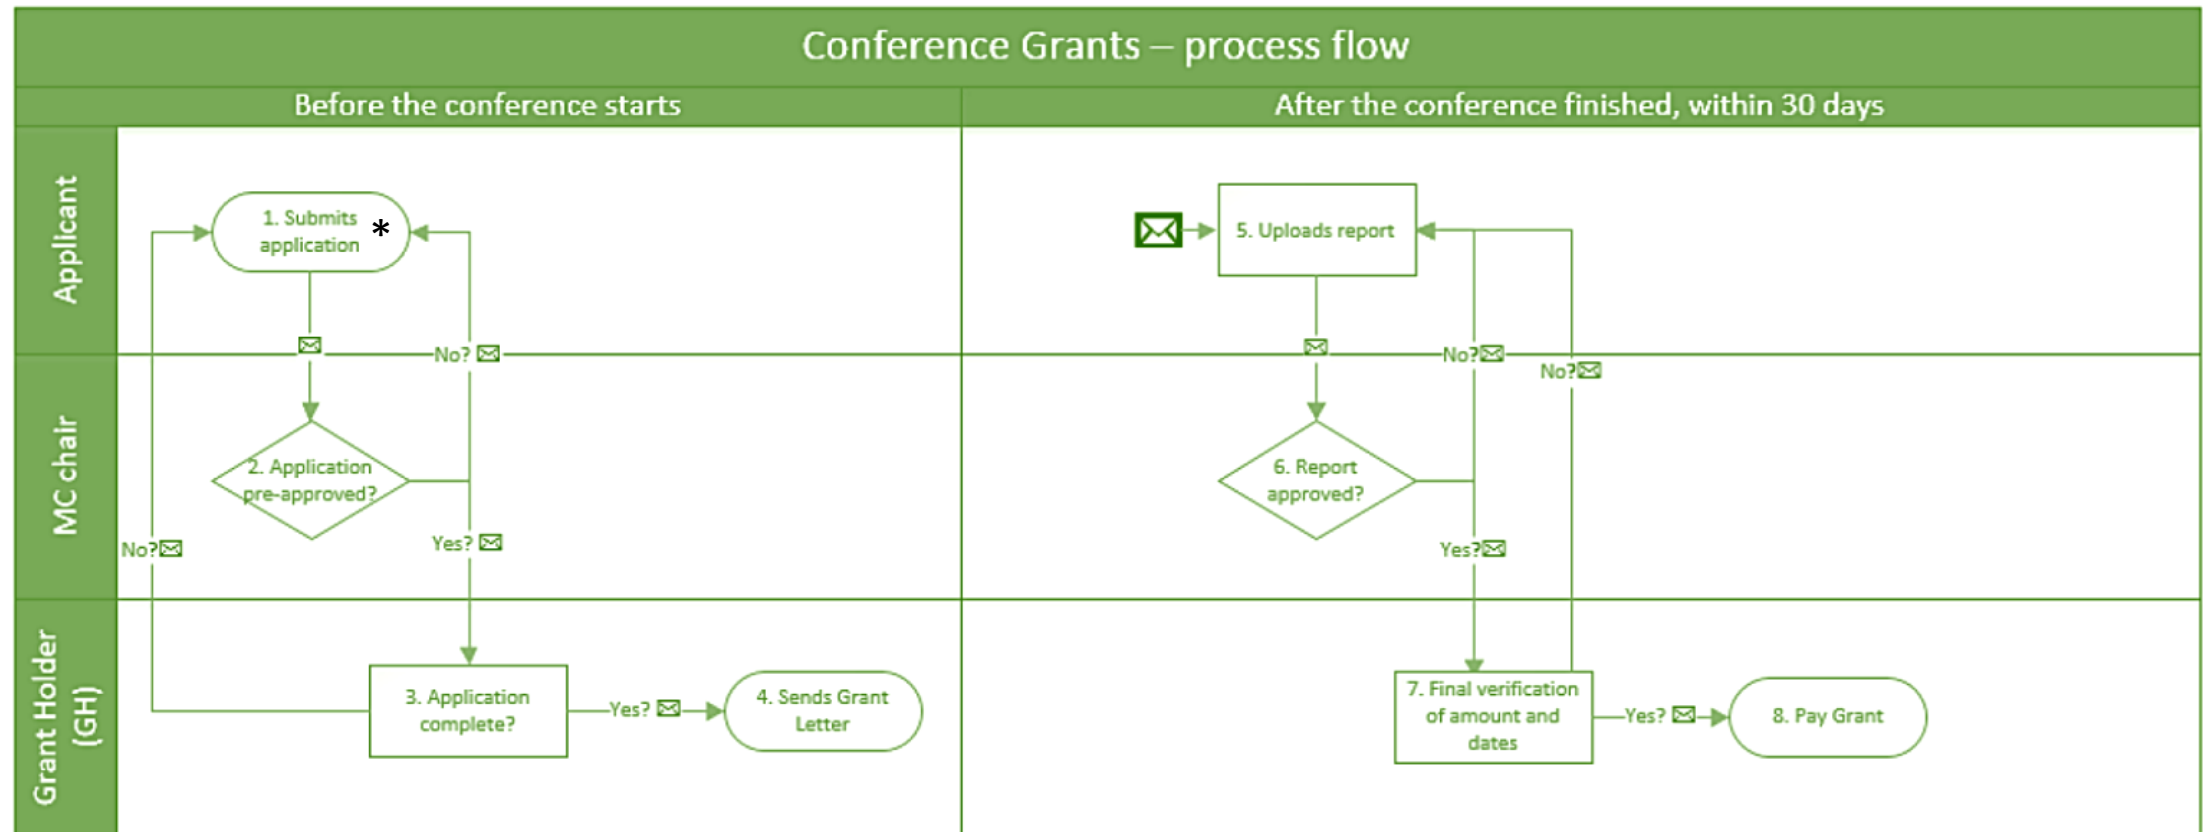 Conference Grants – process flow
Before the conference starts
After the conference finished, within 30 days
Applicant
1. Submits
application *
No?
5. Uploads report
No?
No?
MC chair
2. Application
pre-approved?
No?
Yes?
6. Report
approved?
Yes?
Grant Holder
(GH)
3. Application
complete?
Yes?
4. Sends Grant
Letter
7. Final verification
of amount and
dates
Yes?
8. Pay Grant